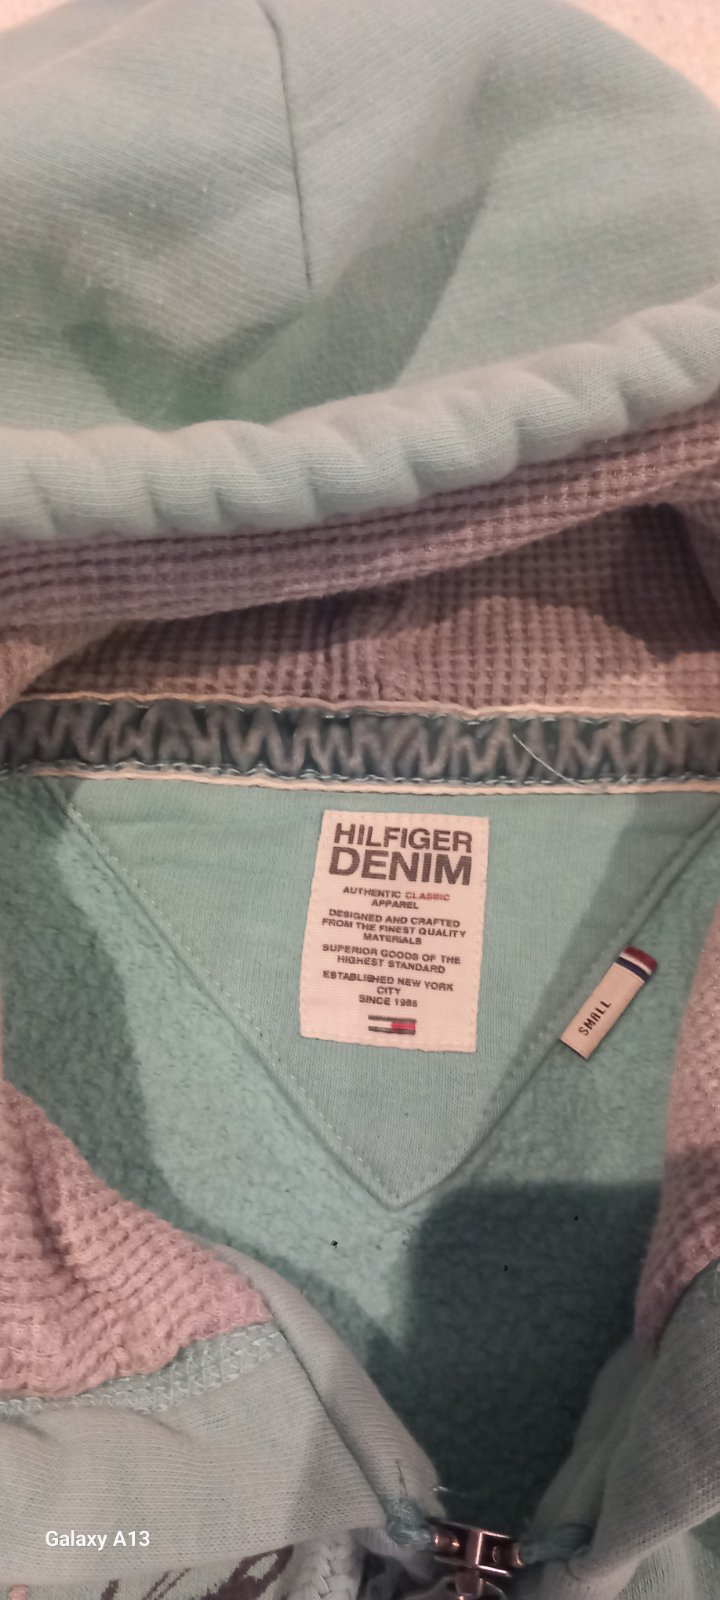 HILFIGER
DENIM
AUTHENTIC CLASSIC
APPAREL
DESIGNED AND CRAFTED
FROM THE FINEST QUALITY
MATERIALS
SUPERIOR GOODS OF THE
HIGHEST STANDARD
ESTABLISHED NEW YORK
CITY
SINCE 1985
SMALL
Galaxy A13